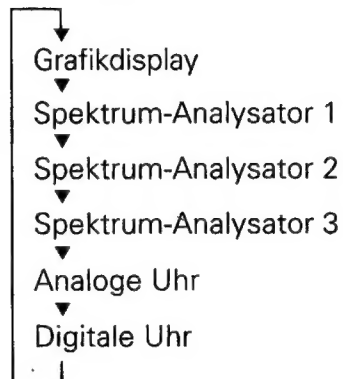 Grafikdisplay
Spektrum-Analysator 1
Spektrum-Analysator 2
Spektrum-Analysator 3
Analoge Uhr
Digitale Uhr